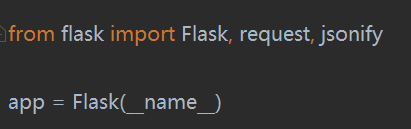 from flask import Flask, request, jsonify
app = Flask(__name__)